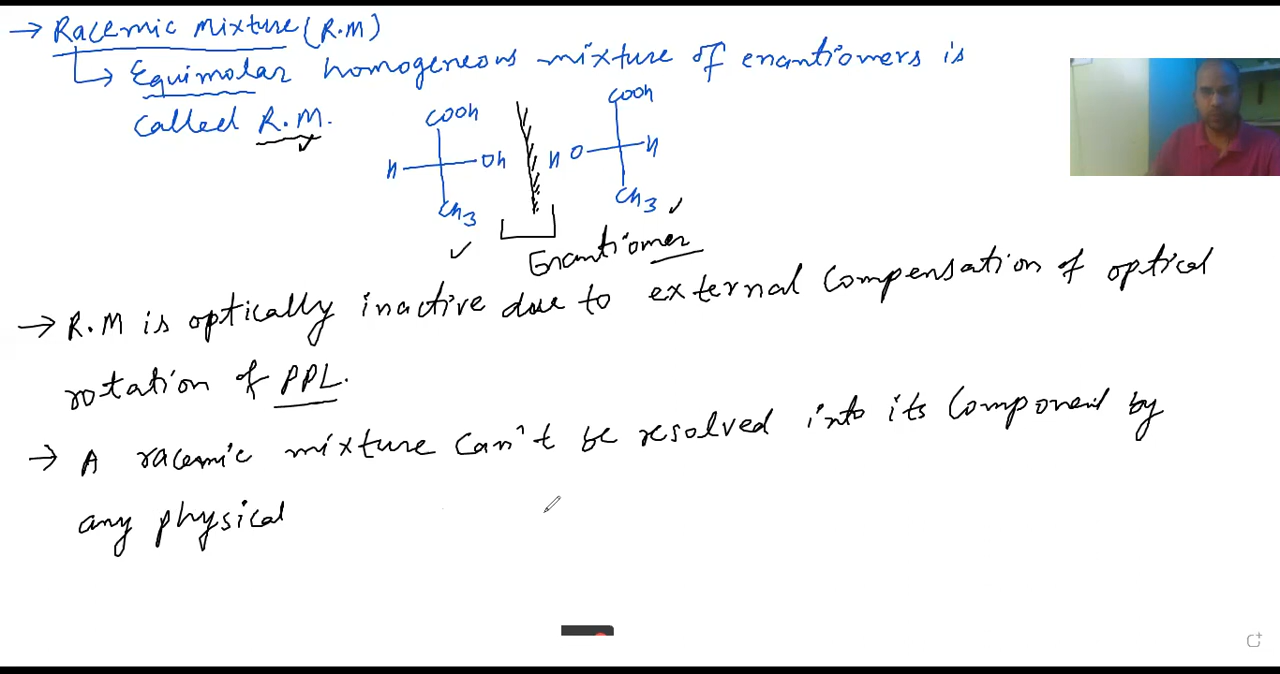 → Racemic mixture (R.M)
↳ Equimolar homogeneous mixture of enantiomers is
called R.M.
COOH
COOH
H
OH
HO
H
CH3
CH3
Enantiomer
→ R.M is optically inactive due to external compensation of optical
rotation of PPL.
→ A racemic mixture can't be resolved into its component by
any physical